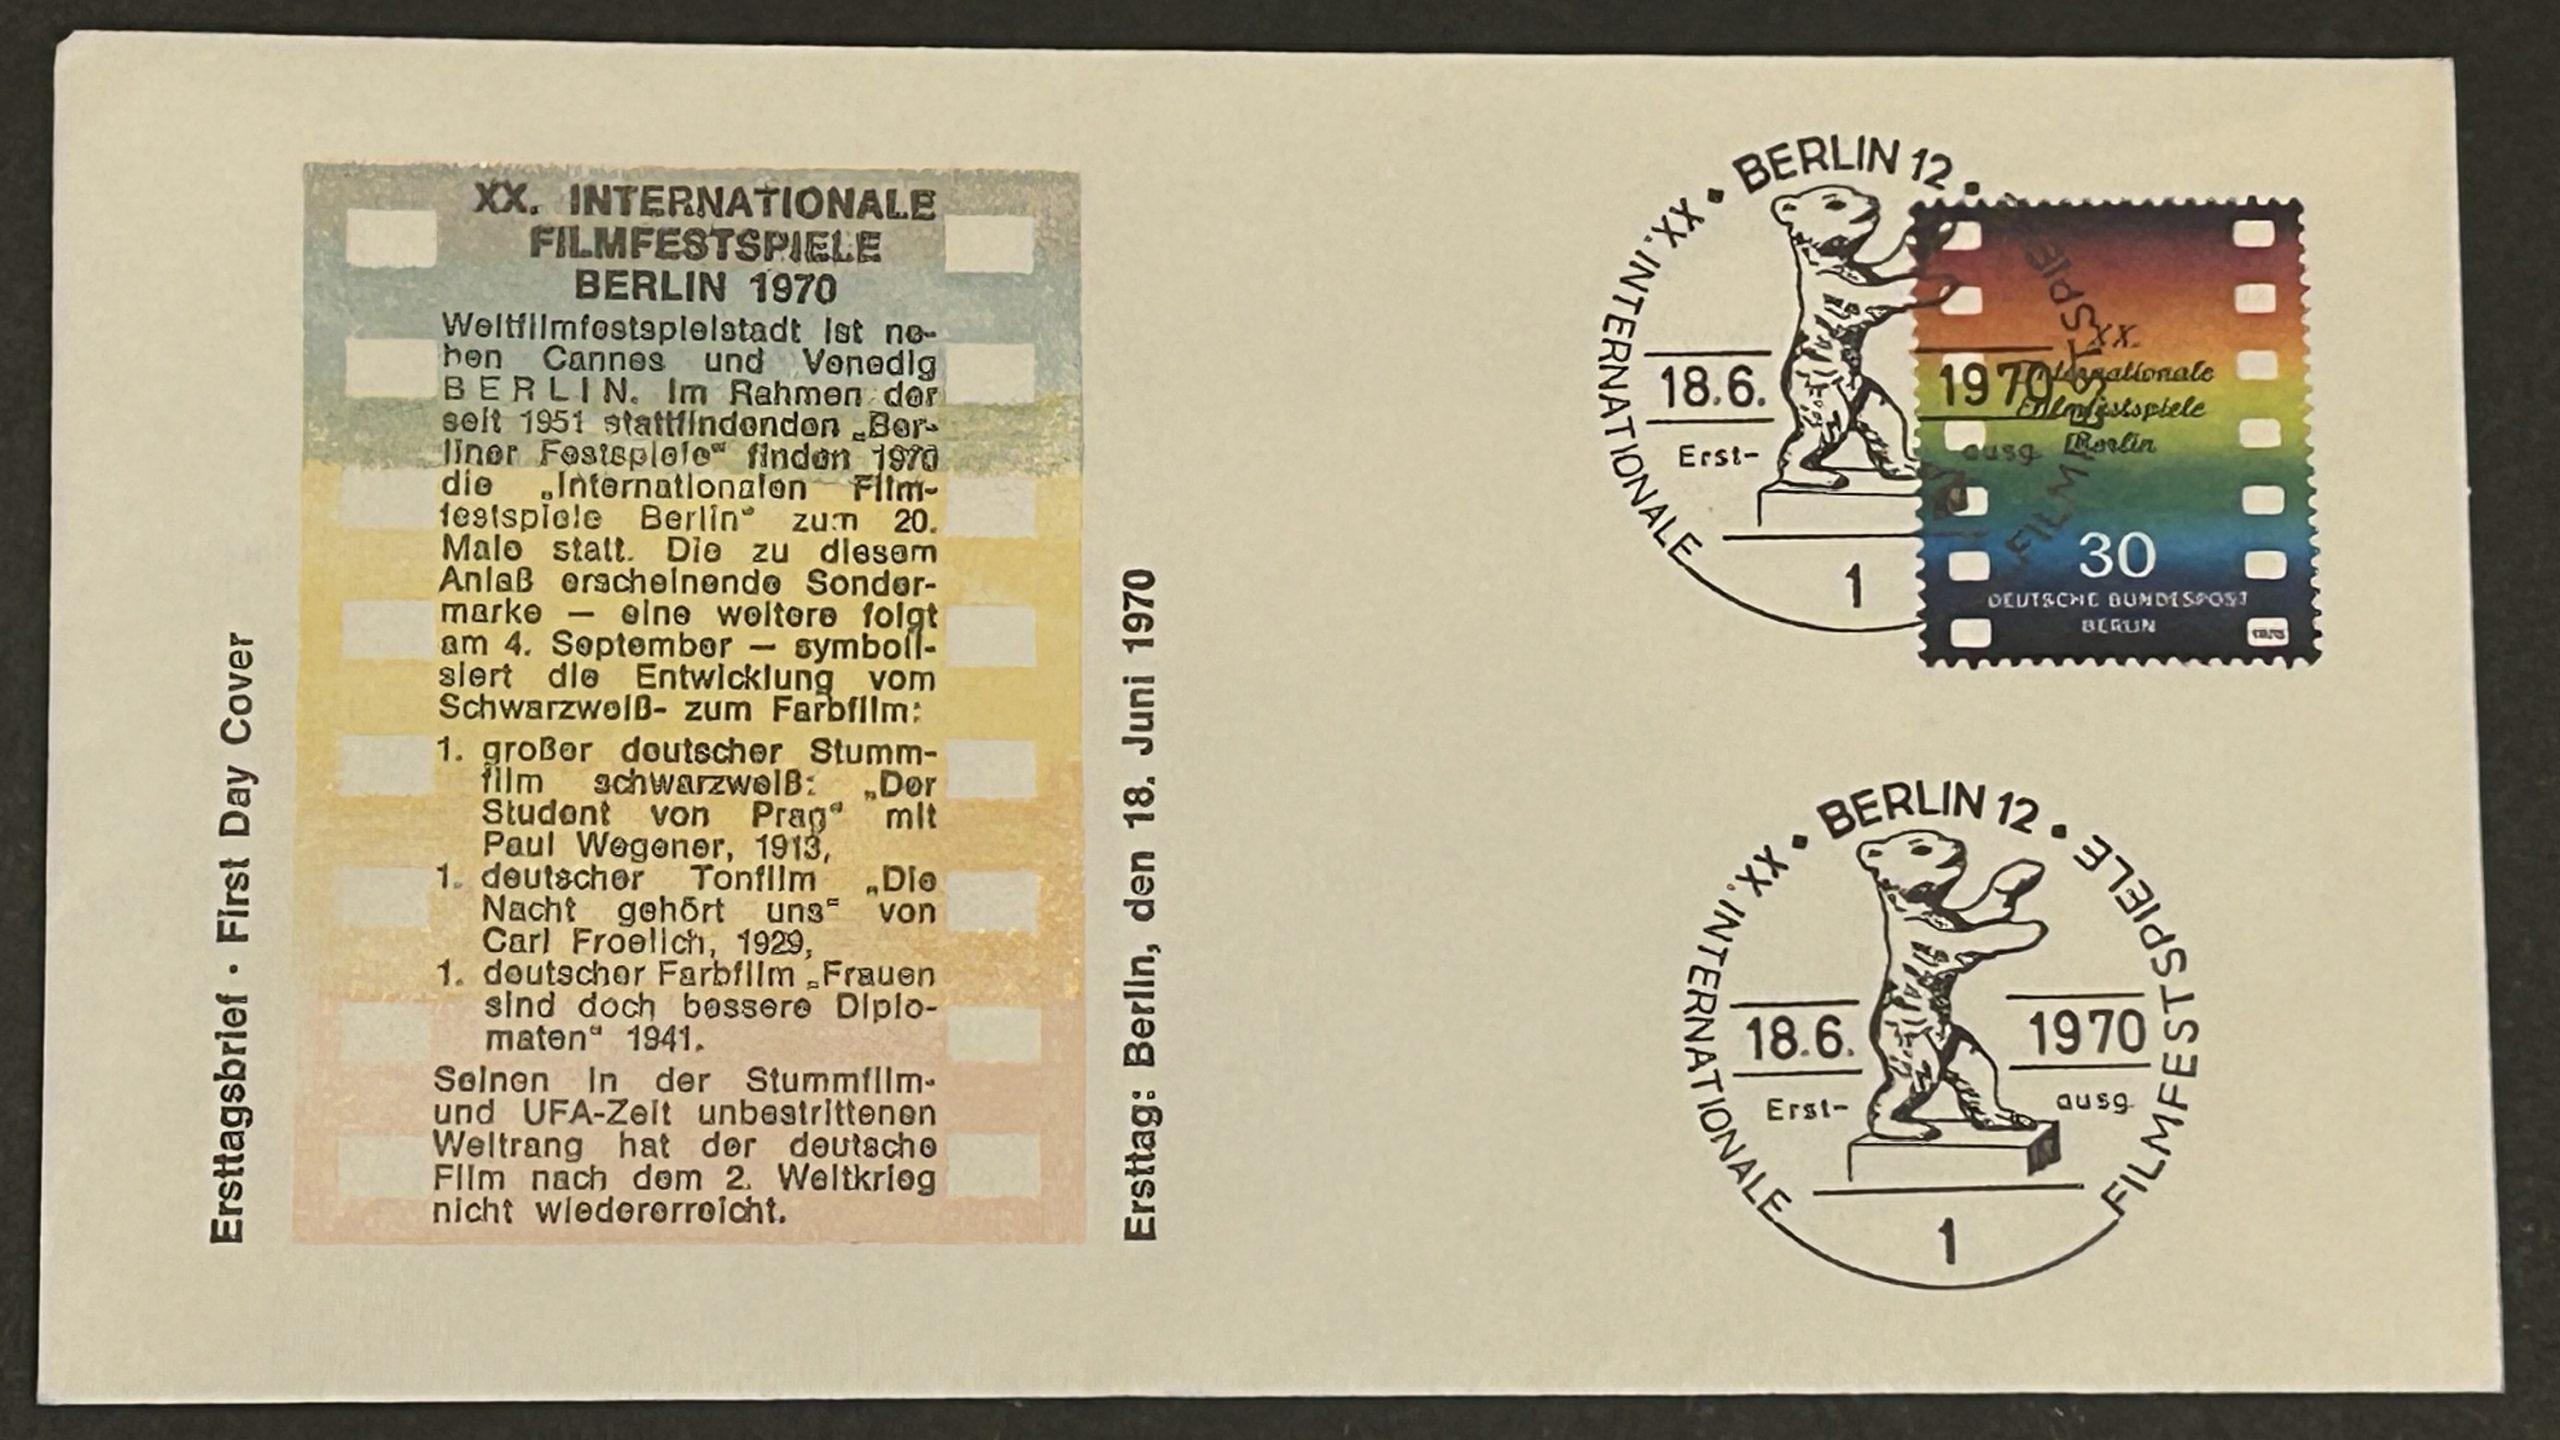 Ersttagsbrief · First Day Cover
XX. INTERNATIONALE
FILMFESTSPIELE
BERLIN 1970
Weltfilmfestspielstadt ist ne-
ben Cannes und Venedig
BERLIN. Im Rahmen der
seit 1951 stattfindenden „Ber-
liner Festspiele“ finden 1970
die „Internationalen Film-
festspiele Berlin“ zum 20.
Male statt. Die zu diesem
Anlaß erscheinende Sonder-
marke — eine weitere folgt
am 4. September — symboli-
siert die Entwicklung vom
Schwarzweiß- zum Farbfilm:
1. großer deutscher Stumm-
film schwarzweiß: „Der
Student von Prag“ mit
Paul Wegener, 1913,
1. deutscher Tonfilm „Die
Nacht gehört uns“ von
Carl Froelich, 1929,
1. deutscher Farbfilm „Frauen
sind doch bessere Diplo-
maten“ 1941.
Seinen in der Stummfilm-
und UFA-Zeit unbestrittenen
Weltrang hat der deutsche
Film nach dem 2. Weltkrieg
nicht wiedererreicht.
Ersttag: Berlin, den 18. Juni 1970
• BERLIN 12 •
XX. INTERNATIONALE
FILMFESTSPIELE
18.6. 1970
Erst- ausg.
1
XX.
Internationale
Filmfestspiele
Berlin
30
DEUTSCHE BUNDESPOST
BERLIN
• BERLIN 12 •
XX. INTERNATIONALE
FILMFESTSPIELE
18.6. 1970
Erst- ausg.
1